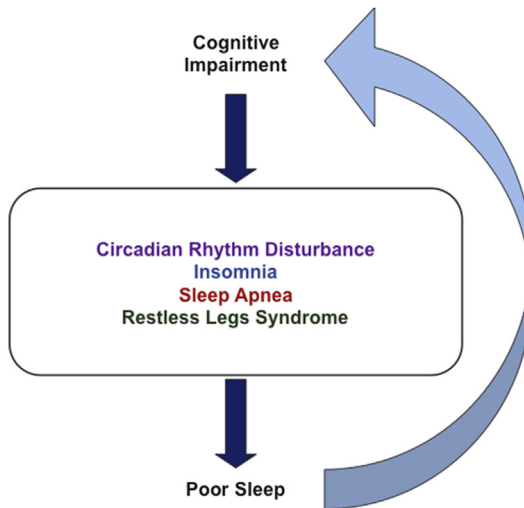 Cognitive
Impairment
Circadian Rhythm Disturbance
Insomnia
Sleep Apnea
Restless Legs Syndrome
Poor Sleep